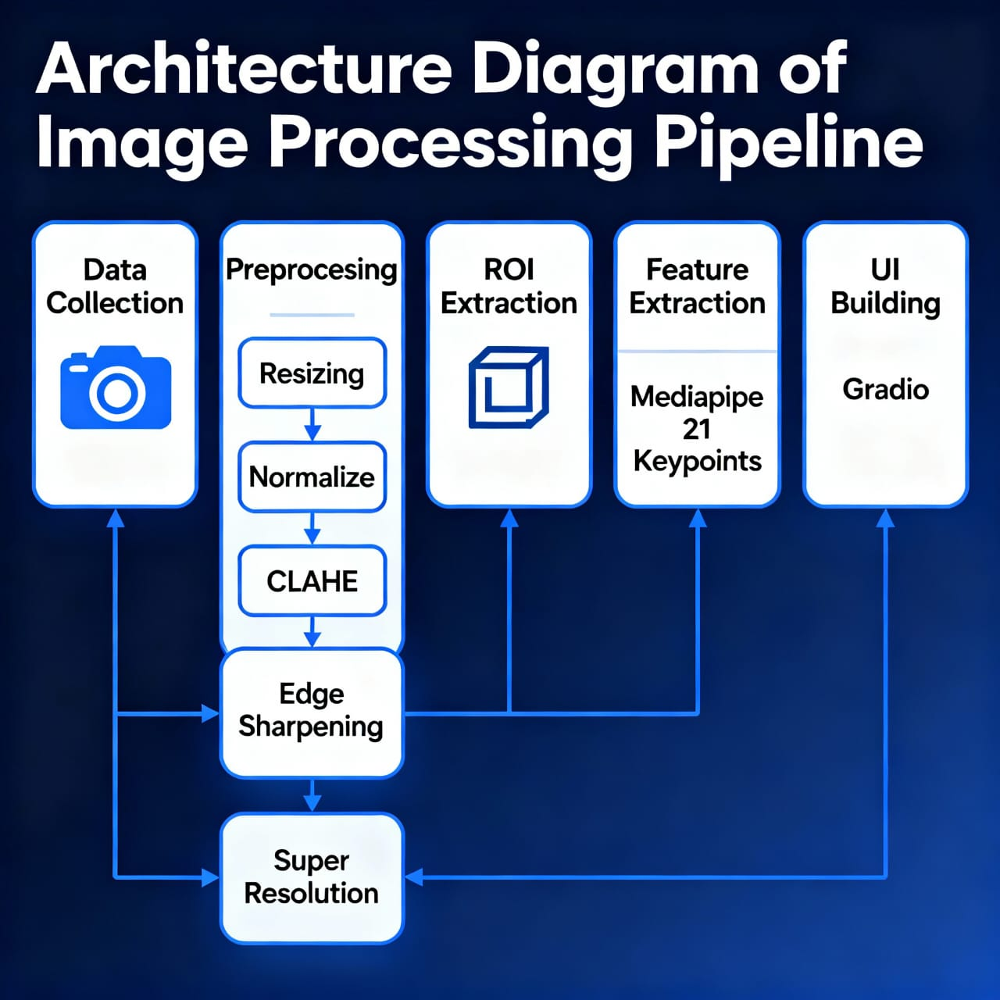 Architecture Diagram of
Image Processing Pipeline
Data
Collection
Preprocesing
Resizing
Normalize
CLAHE
Edge
Sharpening
Super
Resolution
ROI
Extraction
Feature
Extraction
Mediapipe
21
Keypoints
UI
Building
Gradio